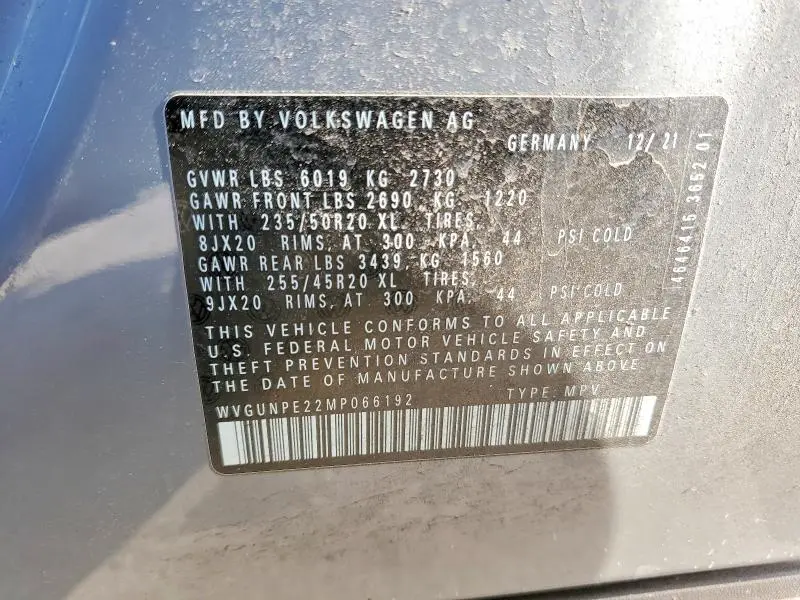 MFD BY VOLKSWAGEN AG
GERMANY 12/21
GVWR LBS 6019 KG 2730
GAWR FRONT LBS 2690, KG, 1220
WITH 235/50R20 XL, TIRES,
8JX20 RIMS, AT 300 KPA, 44 PSI COLD
GAWR REAR LBS 3439, KG 1560
WITH 255/45R20 XL TIRES,
9JX20 RIMS, AT 300 KPA, 44 PSI COLD
THIS VEHICLE CONFORMS TO ALL APPLICABLE
U.S. FEDERAL MOTOR VEHICLE SAFETY AND
THEFT PREVENTION STANDARDS IN EFFECT ON
THE DATE OF MANUFACTURE SHOWN ABOVE.
WVGUNPE22MP066192 TYPE: MPV